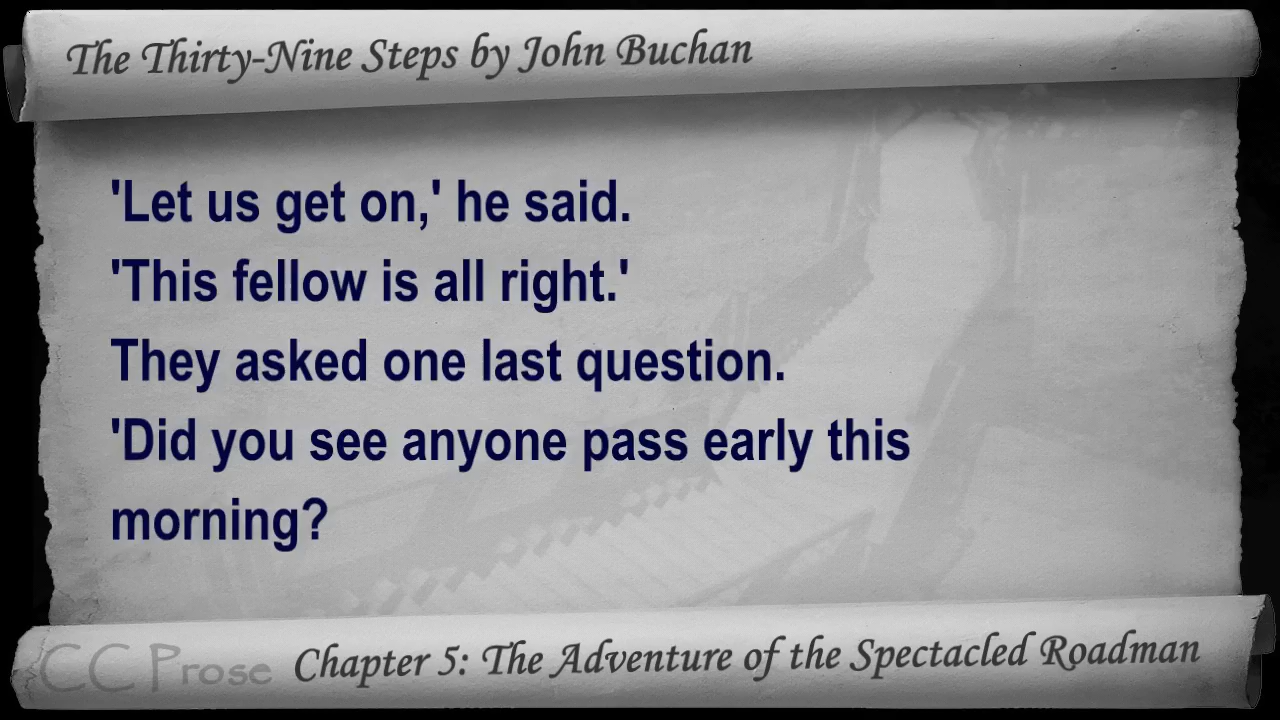 The Thirty-Nine Steps by John Buchan
'Let us get on,' he said.
'This fellow is all right.'
They asked one last question.
'Did you see anyone pass early this
morning?
CC Prose
Chapter 5: The Adventure of the Spectacled Roadman